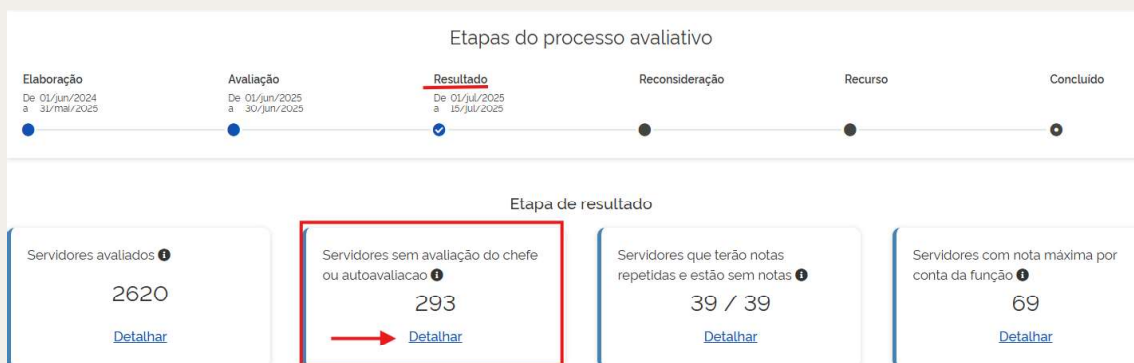 Etapas do processo avaliativo
Elaboração
De 01/jun/2024
a 31/mai/2025
Avaliação
De 01/jun/2025
a 30/jun/2025
Resultado
De 01/jul/2025
a 15/jul/2025
Reconsideração
Recurso
Concluído
Etapa de resultado
Servidores avaliados
2620
Detalhar
Servidores sem avaliação do chefe
ou autoavaliacao
293
Detalhar
Servidores que terão notas
repetidas e estão sem notas
39 / 39
Detalhar
Servidores com nota máxima por
conta da função
69
Detalhar